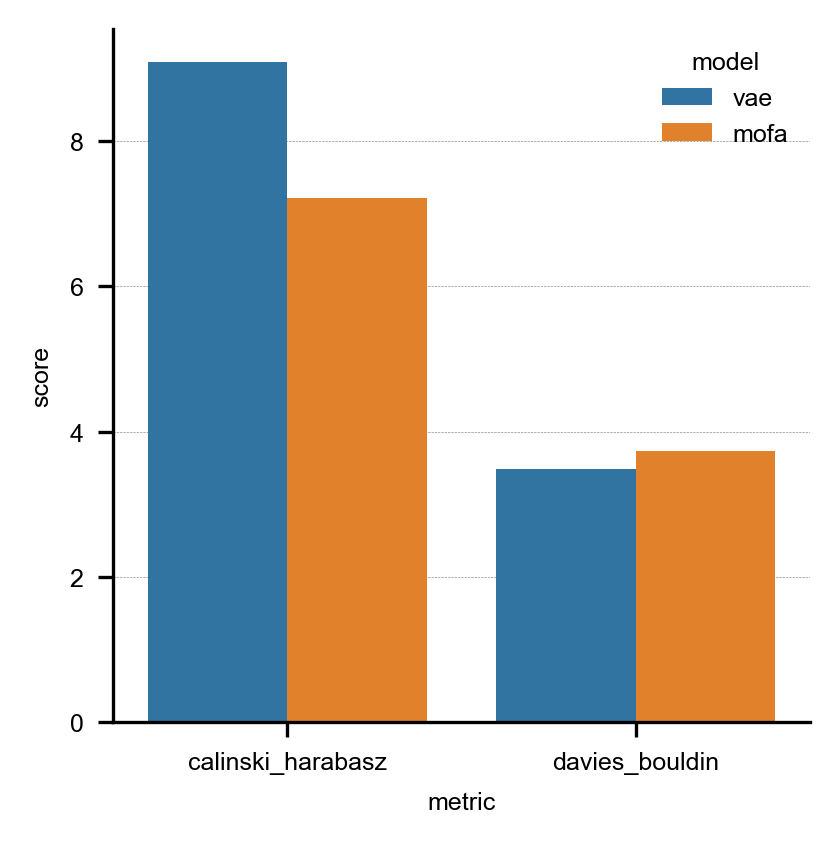 model
vae
mofa
8
6
4
2
0
score
calinski_harabasz
davies_bouldin
metric